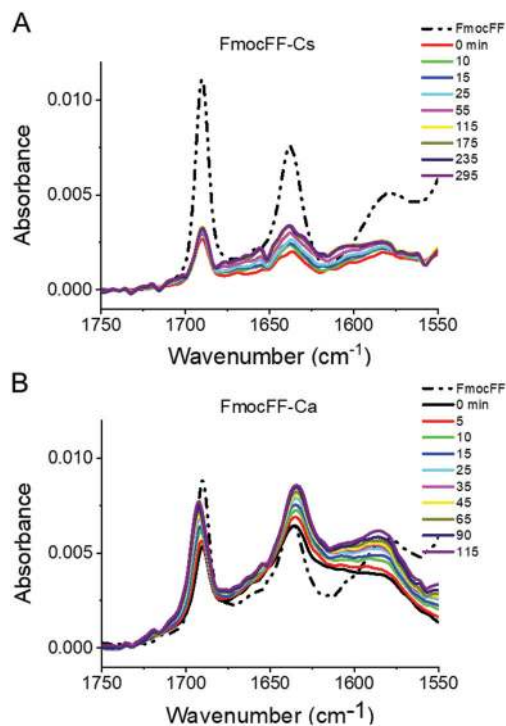 A
FmocFF-Cs
FmocFF
0 min
10
15
25
55
115
175
235
295
Absorbance
0.010
0.005
0.000
1750 1700 1650 1600 1550
Wavenumber (cm⁻¹)
B
FmocFF-Ca
FmocFF
0 min
5
10
15
25
35
45
65
90
115
Absorbance
0.010
0.005
0.000
1750 1700 1650 1600 1550
Wavenumber (cm⁻¹)